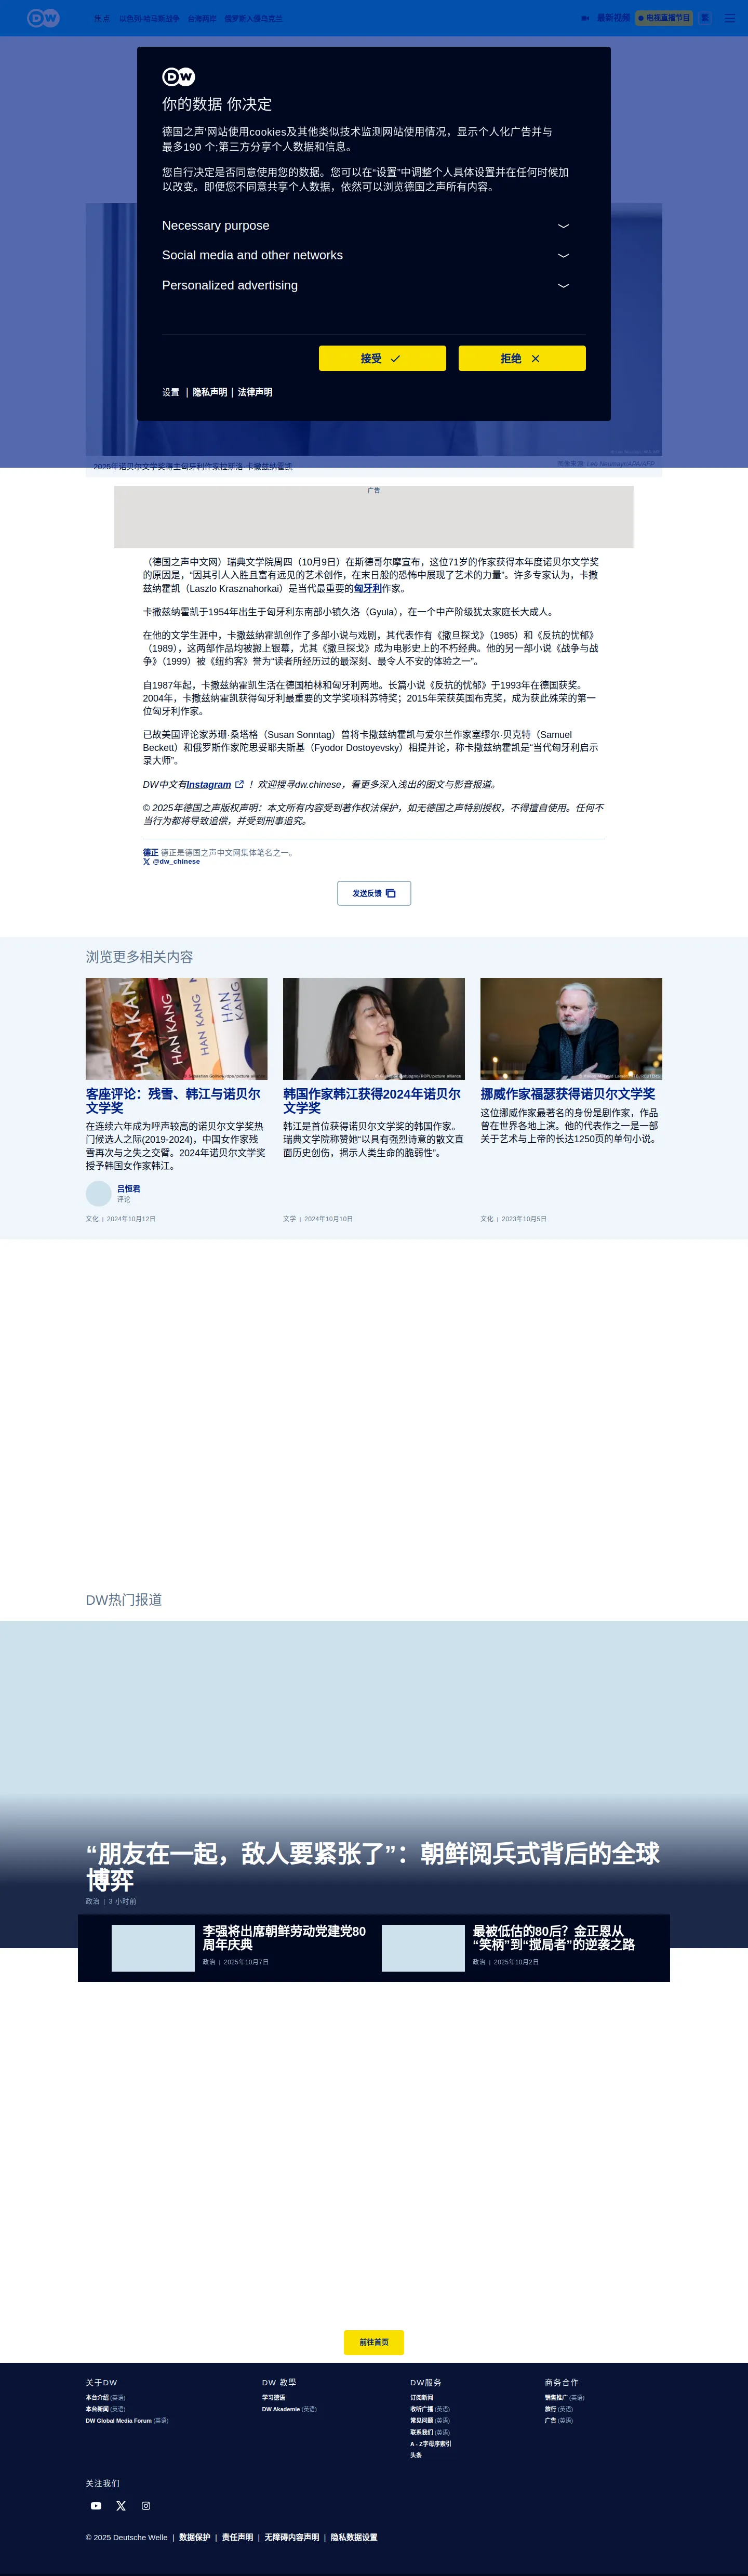 DW
焦点 以色列-哈马斯战争 台海两岸 俄罗斯入侵乌克兰 最新视频 电视直播节目 繁
DW
你的数据 你决定
德国之声'网站使用cookies及其他类似技术监测网站使用情况，显示个人化广告并与
最多190 个;第三方分享个人数据和信息。
您自行决定是否同意使用您的数据。您可以在“设置”中调整个人具体设置并在任何时候加
以改变。即便您不同意共享个人数据，依然可以浏览德国之声所有内容。
Necessary purpose
Social media and other networks
Personalized advertising
接受 拒绝
设置 | 隐私声明 | 法律声明
2025年诺贝尔文学奖得主匈牙利作家拉斯洛·卡撒兹纳霍凯
广告
（德国之声中文网）瑞典文学院周四（10月9日）在斯德哥尔摩宣布，这位71岁的作家获得本年度诺贝尔文学奖
的原因是，“因其引人入胜且富有远见的艺术创作，在末日般的恐怖中展现了艺术的力量”。许多专家认为，卡撒
兹纳霍凯（Laszlo Krasznahorkai）是当代最重要的匈牙利作家。
卡撒兹纳霍凯于1954年出生于匈牙利东南部小镇久洛（Gyula），在一个中产阶级犹太家庭长大成人。
在他的文学生涯中，卡撒兹纳霍凯创作了多部小说与戏剧，其代表作有《撒旦探戈》（1985）和《反抗的忧郁》
（1989），这两部作品均被搬上银幕，尤其《撒旦探戈》成为电影史上的不朽经典。他的另一部小说《战争与战
争》（1999）被《纽约客》誉为“读者所经历过的最深刻、最令人不安的体验之一”。
自1987年起，卡撒兹纳霍凯生活在德国柏林和匈牙利两地。长篇小说《反抗的忧郁》于1993年在德国获奖。
2004年，卡撒兹纳霍凯获得匈牙利最重要的文学奖项科苏特奖；2015年荣获英国布克奖，成为获此殊荣的第一
位匈牙利作家。
已故美国评论家苏珊·桑塔格（Susan Sonntag）曾将卡撒兹纳霍凯与爱尔兰作家塞缪尔·贝克特（Samuel
Beckett）和俄罗斯作家陀思妥耶夫斯基（Fyodor Dostoyevsky）相提并论，称卡撒兹纳霍凯是“当代匈牙利启示
录大师”。
DW中文有Instagram ！欢迎搜寻dw.chinese，看更多深入浅出的图文与影音报道。
© 2025年德国之声版权声明：本文所有内容受到著作权法保护，如无德国之声特别授权，不得擅自使用。任何不
当行为都将导致追偿，并受到刑事追究。
德正 德正是德国之声中文网集体笔名之一。
@dw_chinese
发送反馈
浏览更多相关内容
HAN KANG HAN KANG HAN KANG HAN KANG
客座评论：残雪、韩江与诺贝尔
文学奖
在连续六年成为呼声较高的诺贝尔文学奖热
门候选人之际(2019-2024)，中国女作家残
雪再次与之失之交臂。2024年诺贝尔文学奖
授予韩国女作家韩江。
吕恒君
评论
文化 | 2024年10月12日
韩国作家韩江获得2024年诺贝尔
文学奖
韩江是首位获得诺贝尔文学奖的韩国作家。
瑞典文学院称赞她“以具有强烈诗意的散文直
面历史创伤，揭示人类生命的脆弱性”。
文学 | 2024年10月10日
挪威作家福瑟获得诺贝尔文学奖
这位挪威作家最著名的身份是剧作家，作品
曾在世界各地上演。他的代表作之一是一部
关于艺术与上帝的长达1250页的单句小说。
文化 | 2023年10月5日
DW热门报道
“朋友在一起，敌人要紧张了”：朝鲜阅兵式背后的全球
博弈
政治 | 3 小时前
李强将出席朝鲜劳动党建党80
周年庆典
政治 | 2025年10月7日
最被低估的80后？金正恩从
“笑柄”到“搅局者”的逆袭之路
政治 | 2025年10月2日
前往首页
关于DW
本台介绍 (英语)
本台新闻 (英语)
DW Global Media Forum (英语)
DW 教學
学习德语
DW Akademie (英语)
DW服务
订阅新闻
收听广播 (英语)
常见问题 (英语)
联系我们 (英语)
A - Z字母序索引
头条
商务合作
销售推广 (英语)
旅行 (英语)
广告 (英语)
关注我们
© 2025 Deutsche Welle | 数据保护 | 责任声明 | 无障碍内容声明 | 隐私数据设置